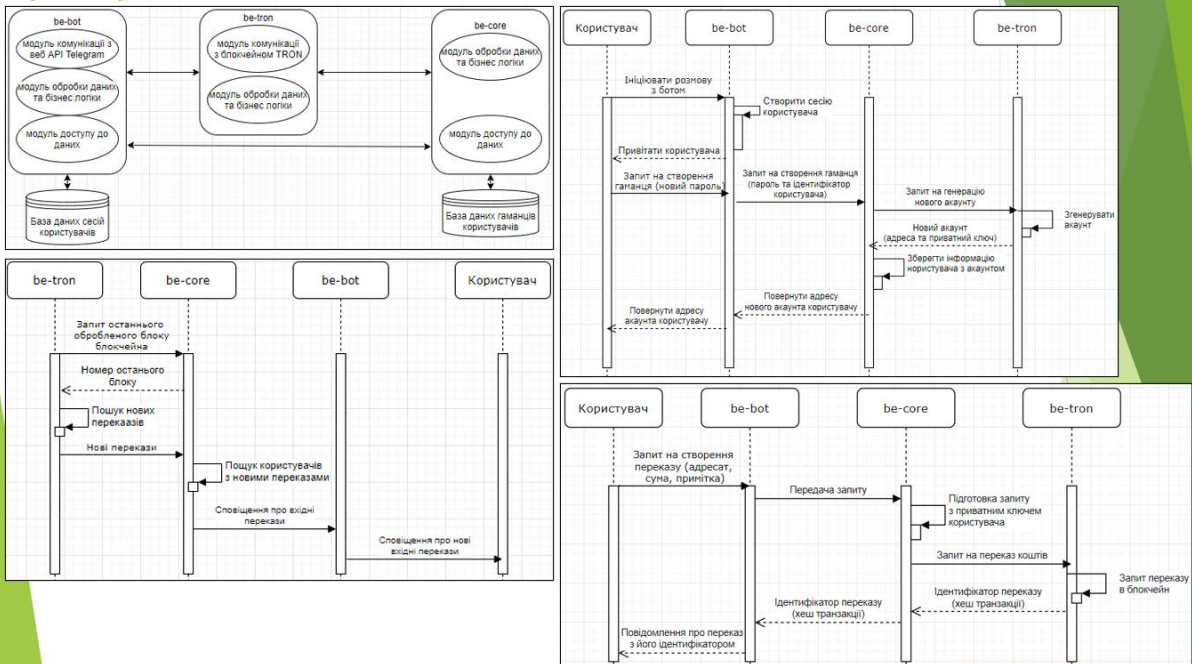 be-bot
модуль комунікації з
веб АРІ Telegram
модуль обробки даних
та бізнес логіки
модуль доступу до
даних
База даних сесій
користувачів
be-tron
модуль комунікації
з блокчейном TRON
модуль обробки даних
та бізнес логіки
be-core
модуль обробки даних
та бізнес логіки
модуль доступу до
даних
База даних гаманців
користувачів
Користувач
be-bot
be-core
be-tron
Ініціювати розмову
з ботом
Створити сесію
користувача
Привітати користувача
Запит на створення
гаманця (новий пароль)
Запит на створення гаманця
(пароль та ідентифікатор
користувача)
Запит на генерацію
нового акаунту
Згенерувати
акаунт
Новий акаунт
(адреса та приватний ключ)
Зберегти інформацію
користувача з акаунтом
Повернути адресу
нового акаунта користувачу
Повернути адресу
акаунта користувачу
be-tron
be-core
be-bot
Користувач
Запит останнього
обробленого блоку
блокчейна
Номер останього
блоку
Пошук нових
перекаазів
Нові перекази
Пощук користувачів
з новими переказами
Сповіщення про вхідні
перекази
Сповіщення про нові
вхідні перекази
Користувач
be-bot
be-core
be-tron
Запит на створення
переказу (адресат,
сума, примітка)
Передача запиту
Підготовка запиту
з приватним ключем
користувача
Запит на переказ коштів
Запит переказу
в блокчейн
Ідентифікатор переказу
(хеш транзакції)
Ідентифікатор переказу
(хеш транзакції)
Повідомлення про переказ
з його ідентифікатором